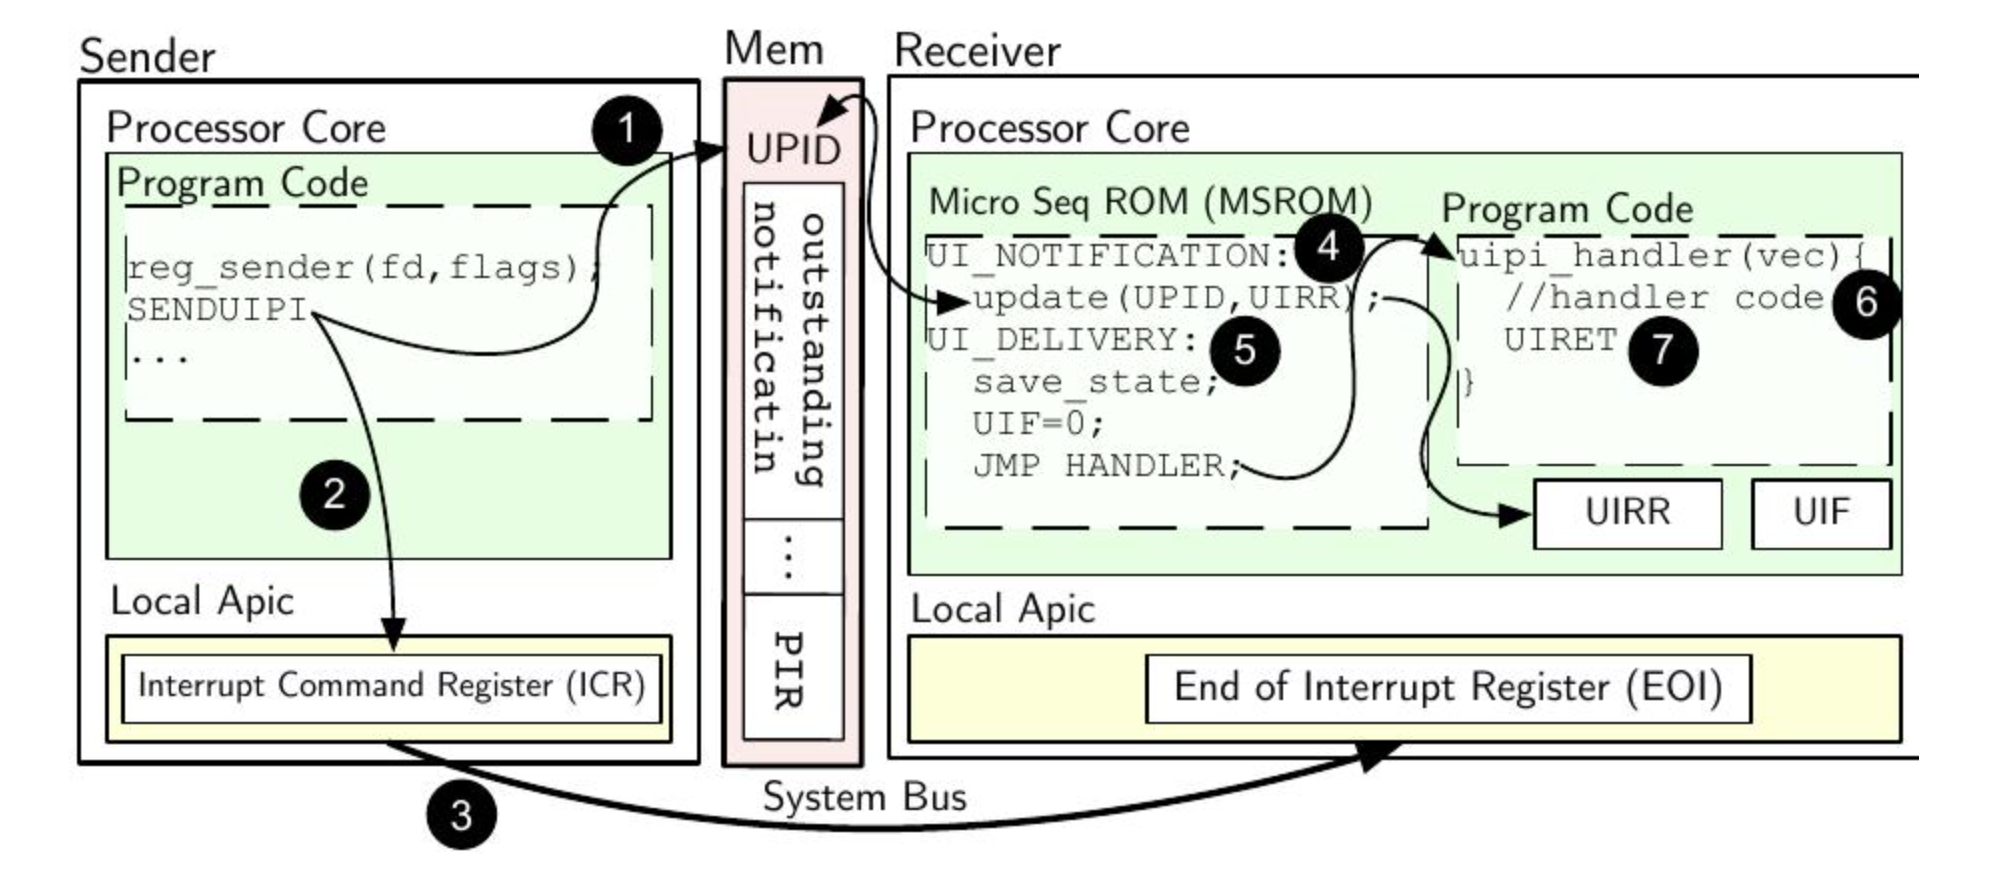 Sender
Processor Core
Program Code
reg_sender(fd,flags);
SENDUIPI
...
1
2
Local Apic
Interrupt Command Register (ICR)
3
Mem
UPID
outstanding
notificatin
...
PIR
System Bus
Receiver
Processor Core
Micro Seq ROM (MSROM)
UI_NOTIFICATION:
4
update(UPID,UIRR);
UI_DELIVERY:
5
save_state;
UIF=0;
JMP HANDLER;
Program Code
uipi_handler(vec){
//handler code
6
UIRET
7
}
UIRR
UIF
Local Apic
End of Interrupt Register (EOI)